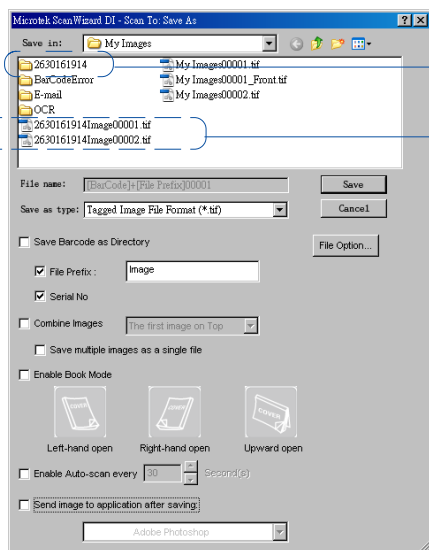 Microtek ScanWizard DI - Scan To: Save As
Save in: My Images
2630161914
BarCodeError
E-mail
OCR
2630161914Image00001.tif
2630161914Image00002.tif
My Images00001.tif
My Images00001_Front.tif
My Images00002.tif
File name: [BarCode]+[File Prefix]00001 Save
Save as type: Tagged Image File Format (*.tif) Cancel
Save Barcode as Directory File Option...
File Prefix : Image
Serial No
Combine Images The first image on Top
Save multiple images as a single file
Enable Book Mode
COVER COVER COVER
Left-hand open Right-hand open Upward open
Enable Auto-scan every 30 Second(s)
Send image to application after saving:
Adobe Photoshop